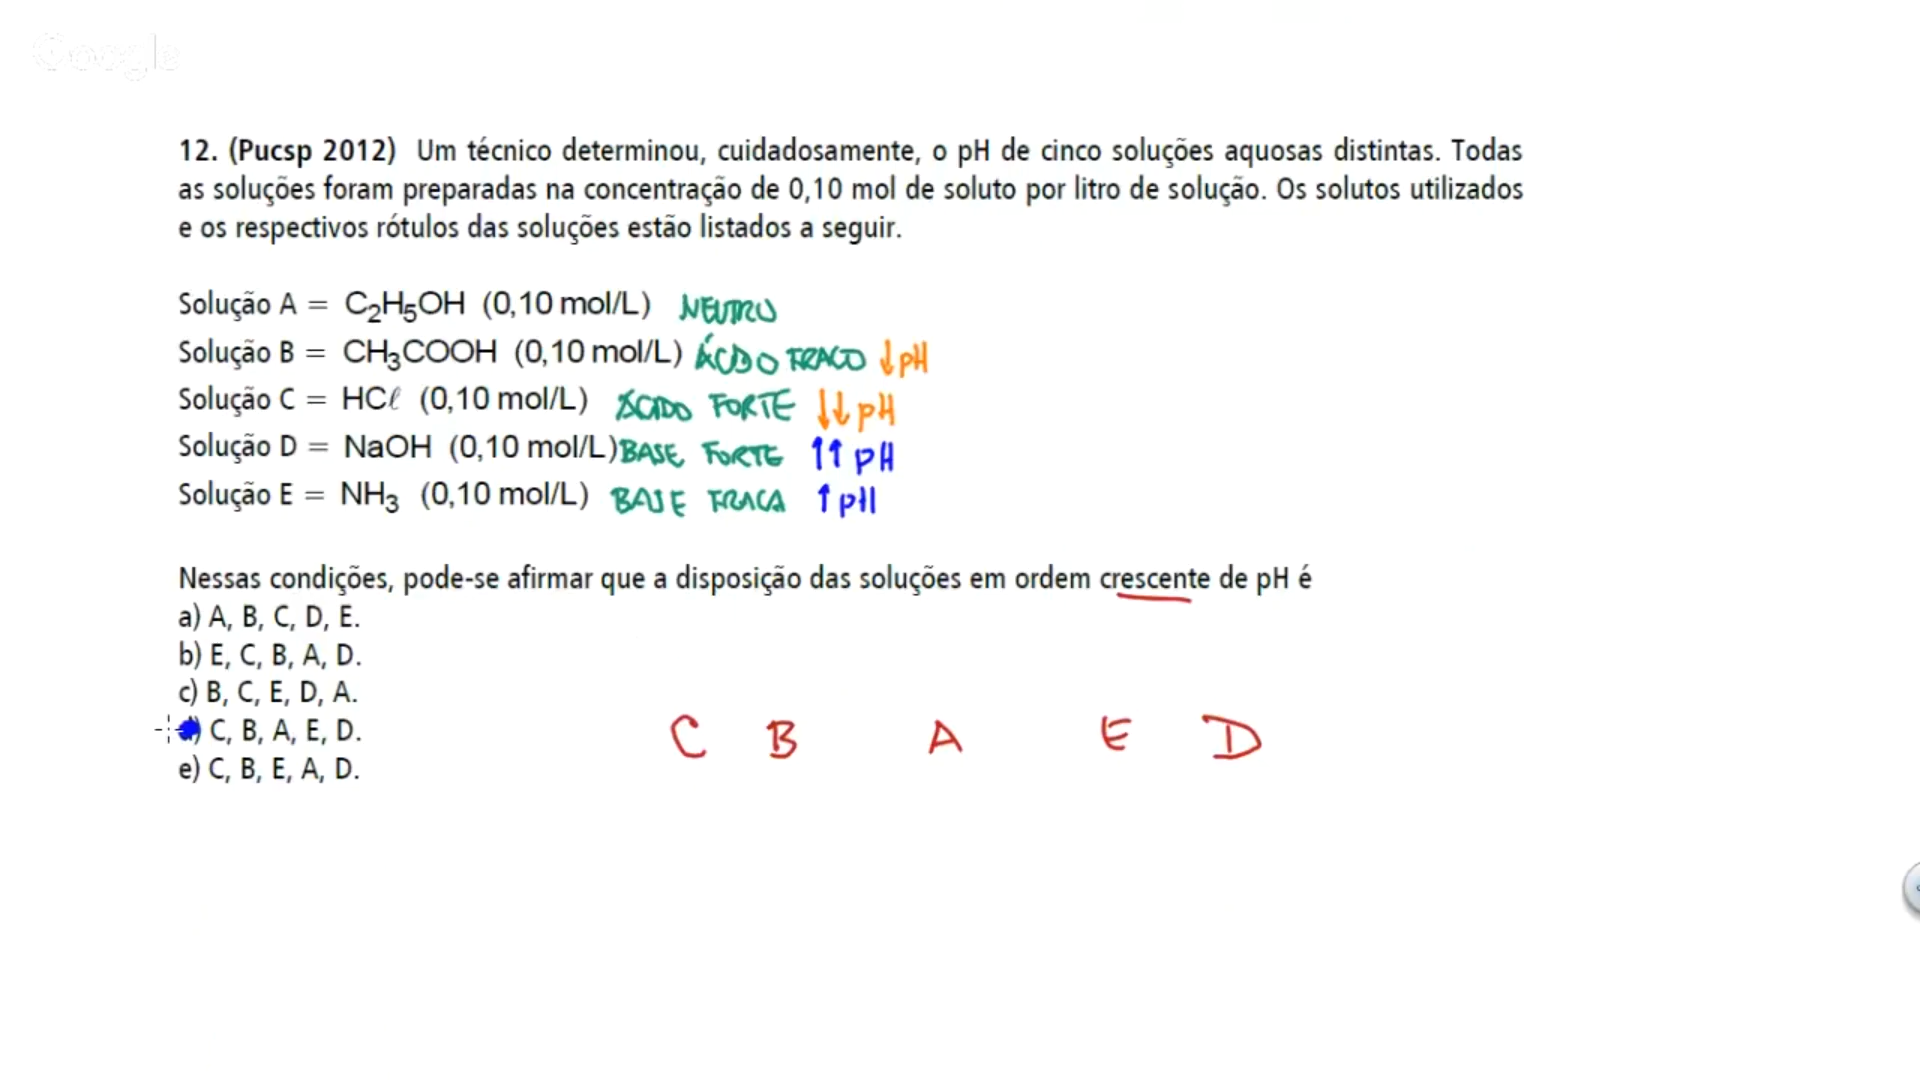 Google
12. (Pucsp 2012) Um técnico determinou, cuidadosamente, o pH de cinco soluções aquosas distintas. Todas
as soluções foram preparadas na concentração de 0,10 mol de soluto por litro de solução. Os solutos utilizados
e os respectivos rótulos das soluções estão listados a seguir.
Solução A = C₂H₅OH (0,10 mol/L) NEUTRO
Solução B = CH₃COOH (0,10 mol/L) ÁCIDO FRACO ↓ pH
Solução C = HCℓ (0,10 mol/L) ÁCIDO FORTE ↓↓ pH
Solução D = NaOH (0,10 mol/L) BASE FORTE ↑↑ pH
Solução E = NH₃ (0,10 mol/L) BASE FRACA ↑ pH
Nessas condições, pode-se afirmar que a disposição das soluções em ordem crescente de pH é
a) A, B, C, D, E.
b) E, C, B, A, D.
c) B, C, E, D, A.
d) C, B, A, E, D. C B A E D
e) C, B, E, A, D.